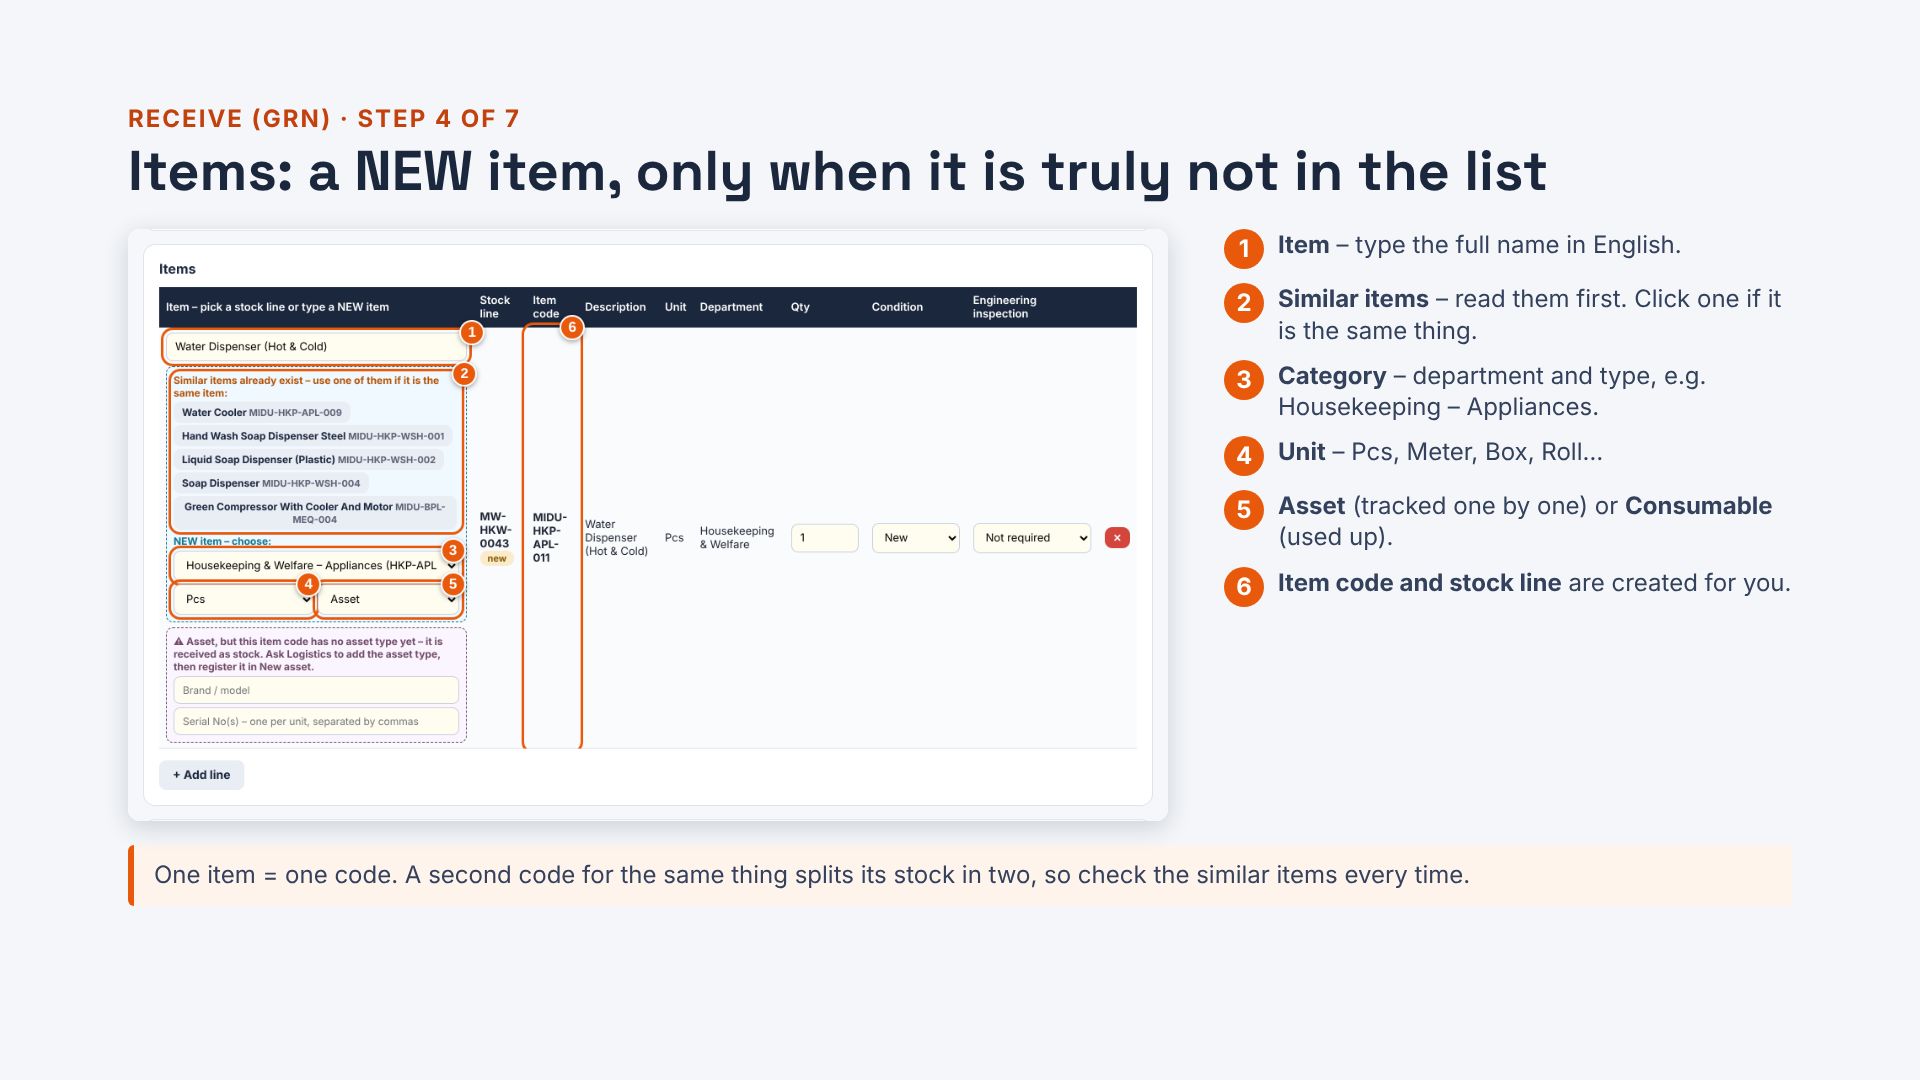 RECEIVE (GRN) · STEP 4 OF 7
Items: a NEW item, only when it is truly not in the list
Items
Item – pick a stock line or type a NEW item
Stock line
Item code
Description
Unit
Department
Qty
Condition
Engineering inspection
1
6
Water Dispenser (Hot & Cold)
2
Similar items already exist – use one of them if it is the
same item:
Water Cooler MIDU-HKP-APL-009
Hand Wash Soap Dispenser Steel MIDU-HKP-WSH-001
Liquid Soap Dispenser (Plastic) MIDU-HKP-WSH-002
Soap Dispenser MIDU-HKP-WSH-004
Green Compressor With Cooler And Motor MIDU-BPL-
MEQ-004
NEW item – choose:
3
Housekeeping & Welfare – Appliances (HKP-APL
4
5
Pcs
Asset
⚠ Asset, but this item code has no asset type yet – it is
received as stock. Ask Logistics to add the asset type,
then register it in New asset.
Brand / model
Serial No(s) – one per unit, separated by commas
MW-
HKW-
0043
new
MIDU-
HKP-
APL-
011
Water
Dispenser
(Hot & Cold)
Pcs
Housekeeping
& Welfare
1
New
Not required
×
+ Add line
1 Item – type the full name in English.
2 Similar items – read them first. Click one if it
is the same thing.
3 Category – department and type, e.g.
Housekeeping – Appliances.
4 Unit – Pcs, Meter, Box, Roll...
5 Asset (tracked one by one) or Consumable
(used up).
6 Item code and stock line are created for you.
One item = one code. A second code for the same thing splits its stock in two, so check the similar items every time.